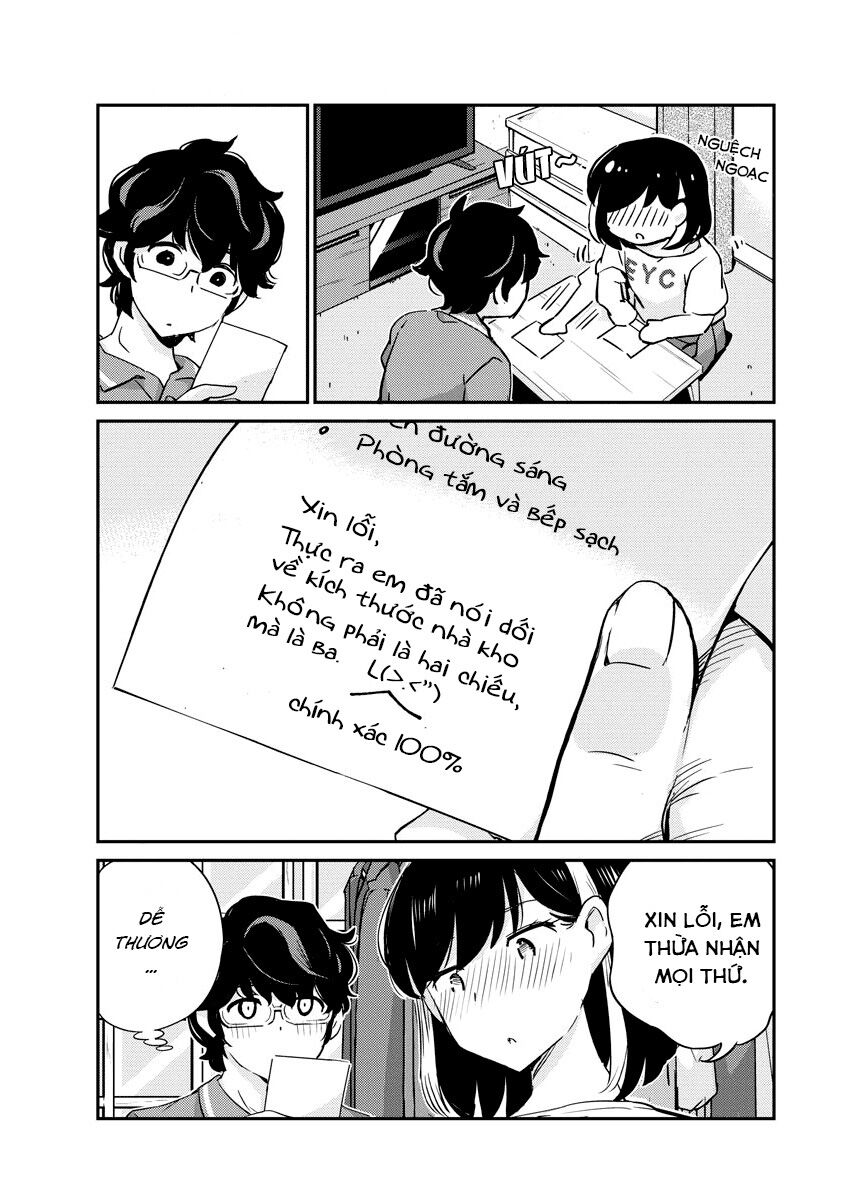 VÚT~
NGUỆCH
NGOẠC
EYC
đường sáng
Phòng tắm và bếp sạch
Xin lỗi,
Thực ra em đã nói dối
về kích thước nhà kho
Không phải là hai chiếu,
mà là ba.
L(>.<")
chính xác 100%
DỄ
THƯƠNG
...
XIN LỖI, EM
THỪA NHẬN
MỌI THỨ.